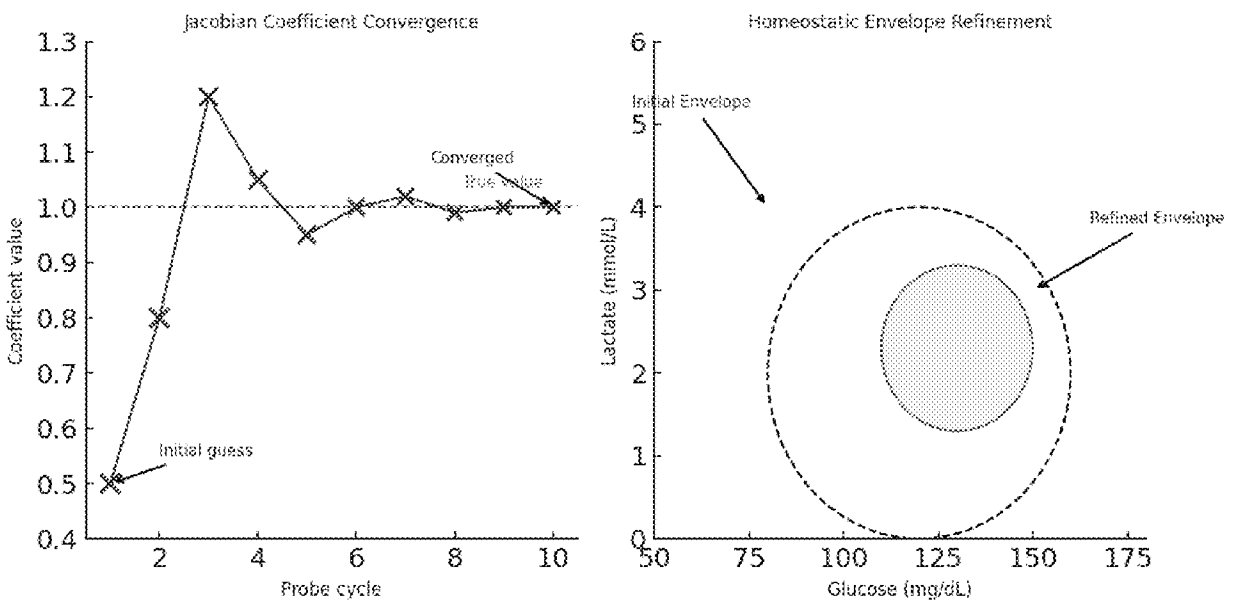 Jacobian Coefficient Convergence
1.3
1.2
1.1
1.0
0.9
0.8
0.7
0.6
0.5
0.4
Coefficient value
Converged
True value
Initial guess
2
4
6
8
10
Probe cycle
Homeostatic Envelope Refinement
6
5
4
3
2
1
0
Lactate (mmol/L)
Initial Envelope
Refined Envelope
50
75
100
125
150
175
Glucose (mg/dL)